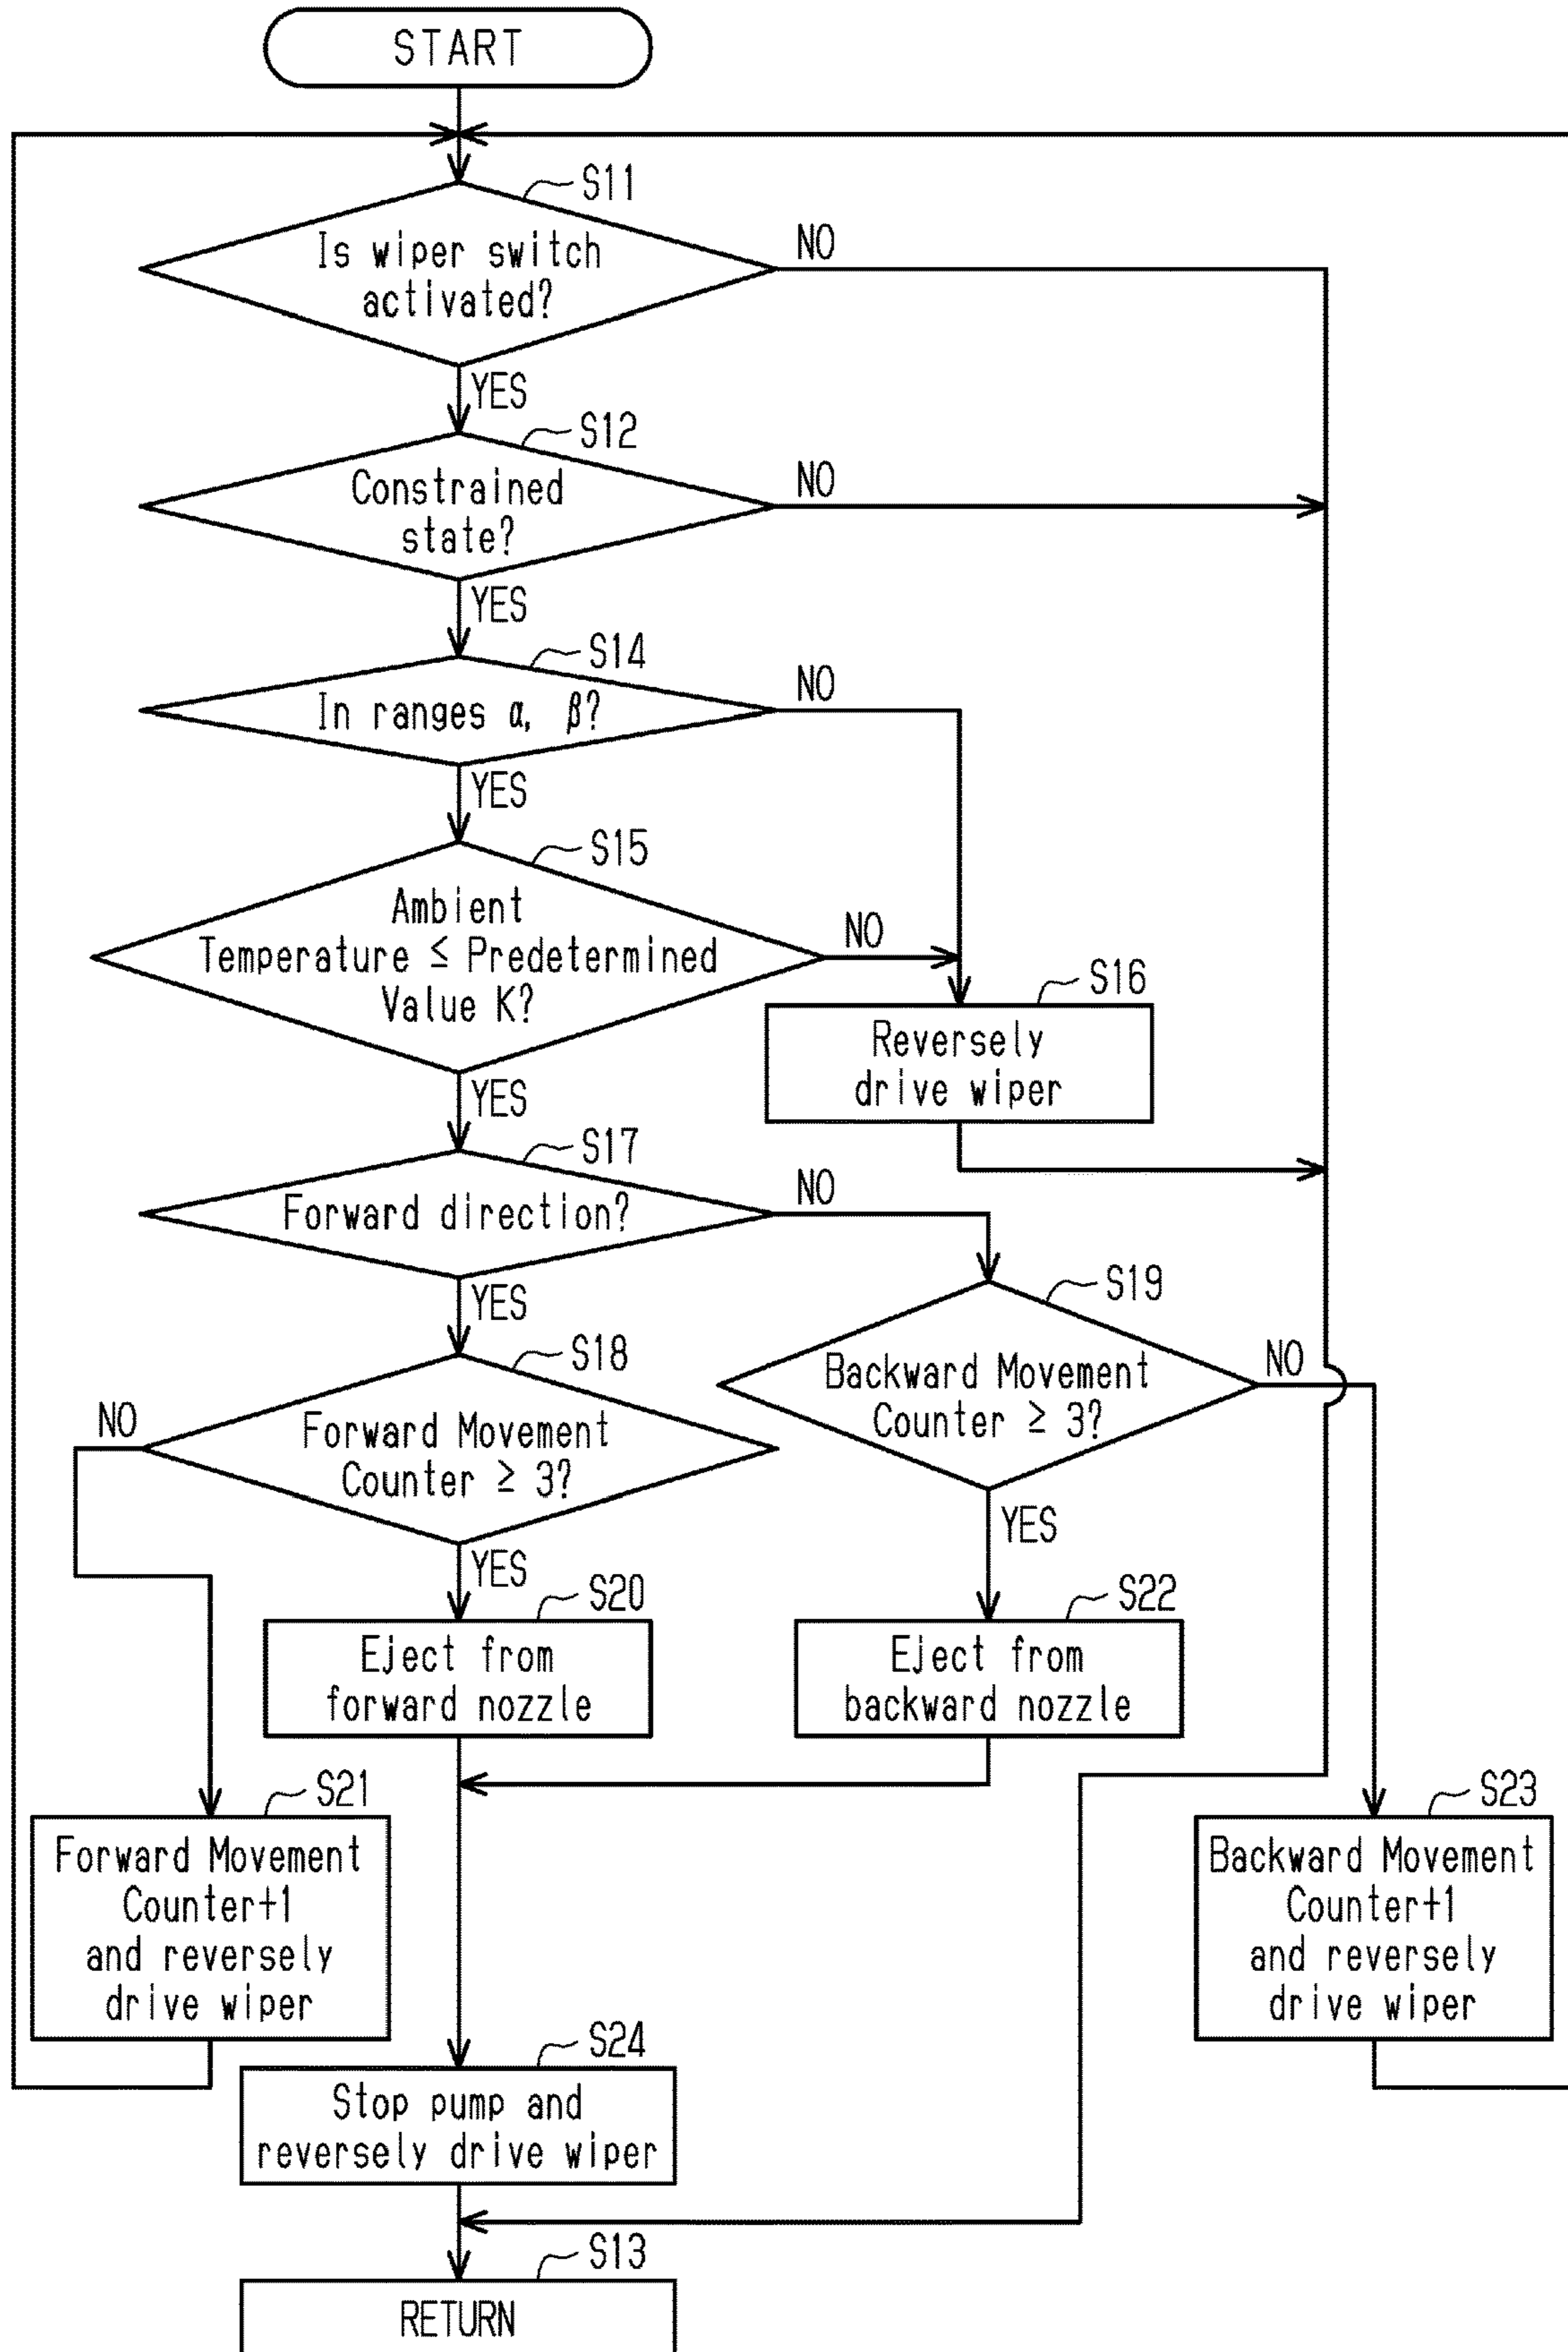 START
S11
Is wiper switch
activated?
NO
YES
S12
Constrained
state?
NO
YES
S14
In ranges α, β?
NO
YES
S15
Ambient
Temperature ≤ Predetermined
Value K?
NO
YES
S16
Reversely
drive wiper
S17
Forward direction?
NO
YES
S19
Backward Movement
Counter ≥ 3?
NO
YES
S18
Forward Movement
Counter ≥ 3?
NO
YES
S20
Eject from
forward nozzle
S22
Eject from
backward nozzle
S21
Forward Movement
Counter+1
and reversely
drive wiper
S23
Backward Movement
Counter+1
and reversely
drive wiper
S24
Stop pump and
reversely drive wiper
S13
RETURN